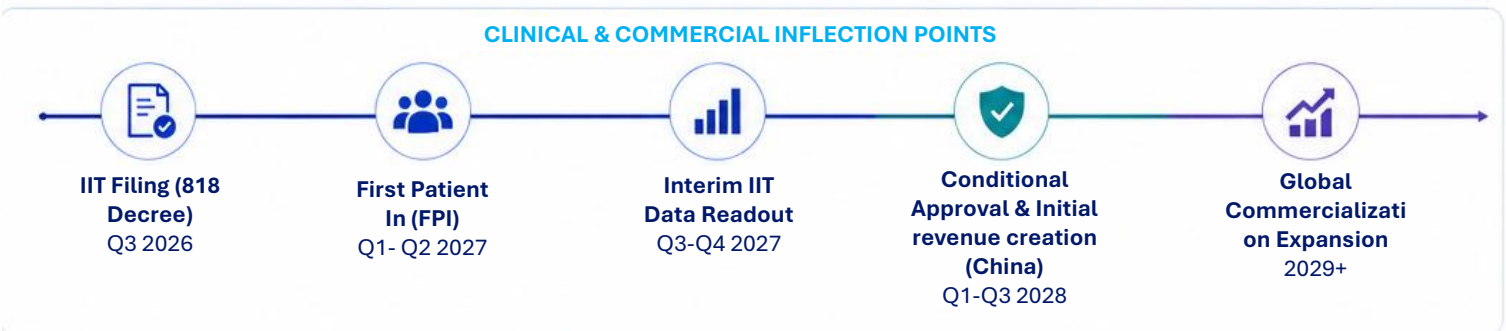 CLINICAL & COMMERCIAL INFLECTION POINTS
IIT Filing (818
Decree)
Q3 2026
First Patient
In (FPI)
Q1- Q2 2027
Interim IIT
Data Readout
Q3-Q4 2027
Conditional
Approval & Initial
revenue creation
(China)
Q1-Q3 2028
Global
Commercializati
on Expansion
2029+